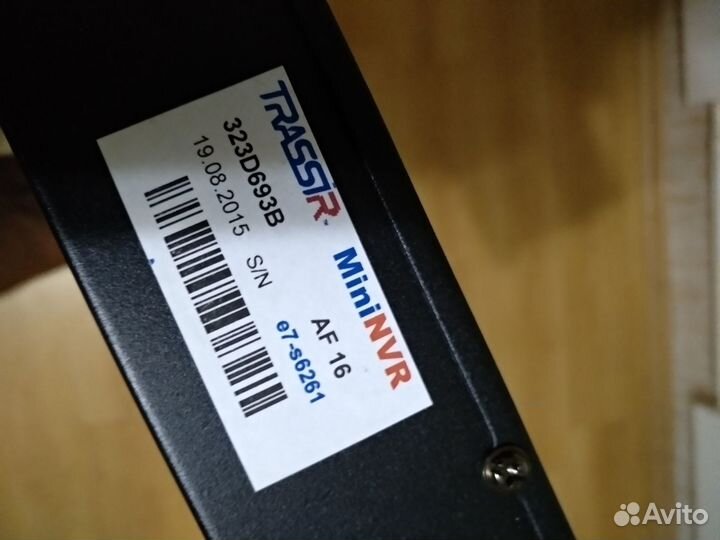 TRASSIR MiniNVR
323D693B AF 16
19.08.2015 S/N e7-s6261
Avito